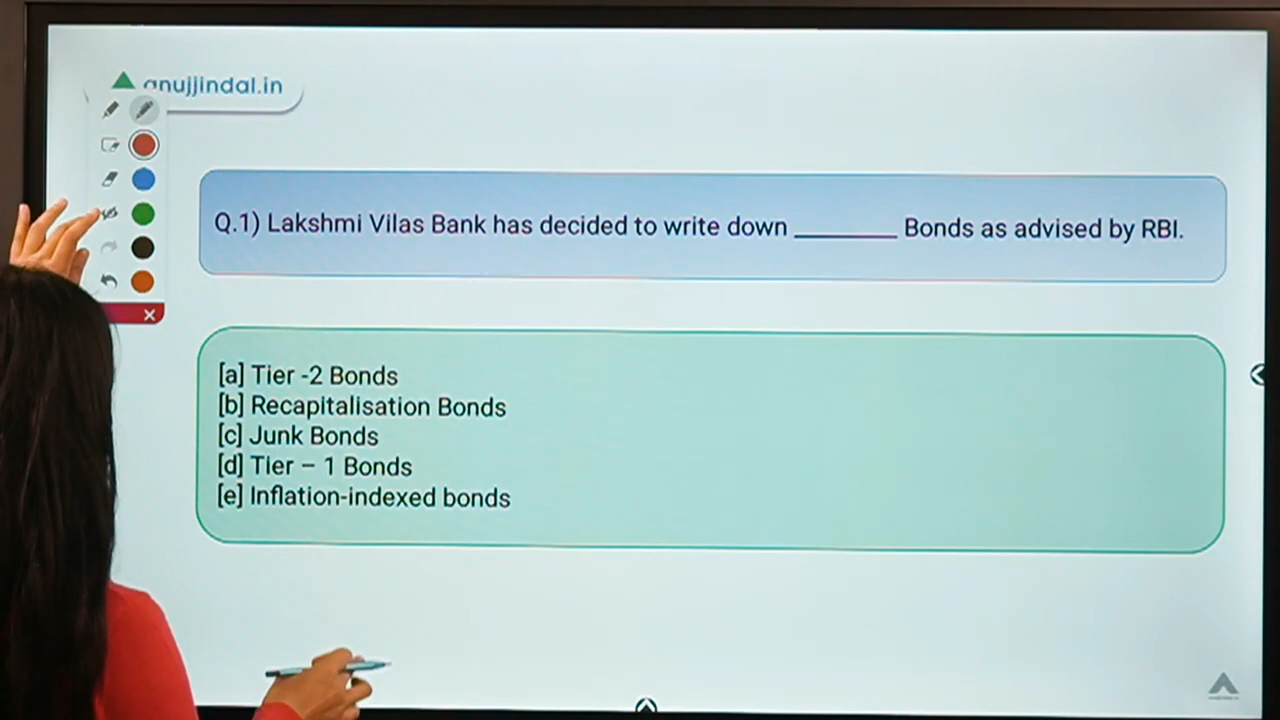 anujjindal.in
Q.1) Lakshmi Vilas Bank has decided to write down ________ Bonds as advised by RBI.
[a] Tier -2 Bonds
[b] Recapitalisation Bonds
[c] Junk Bonds
[d] Tier – 1 Bonds
[e] Inflation-indexed bonds